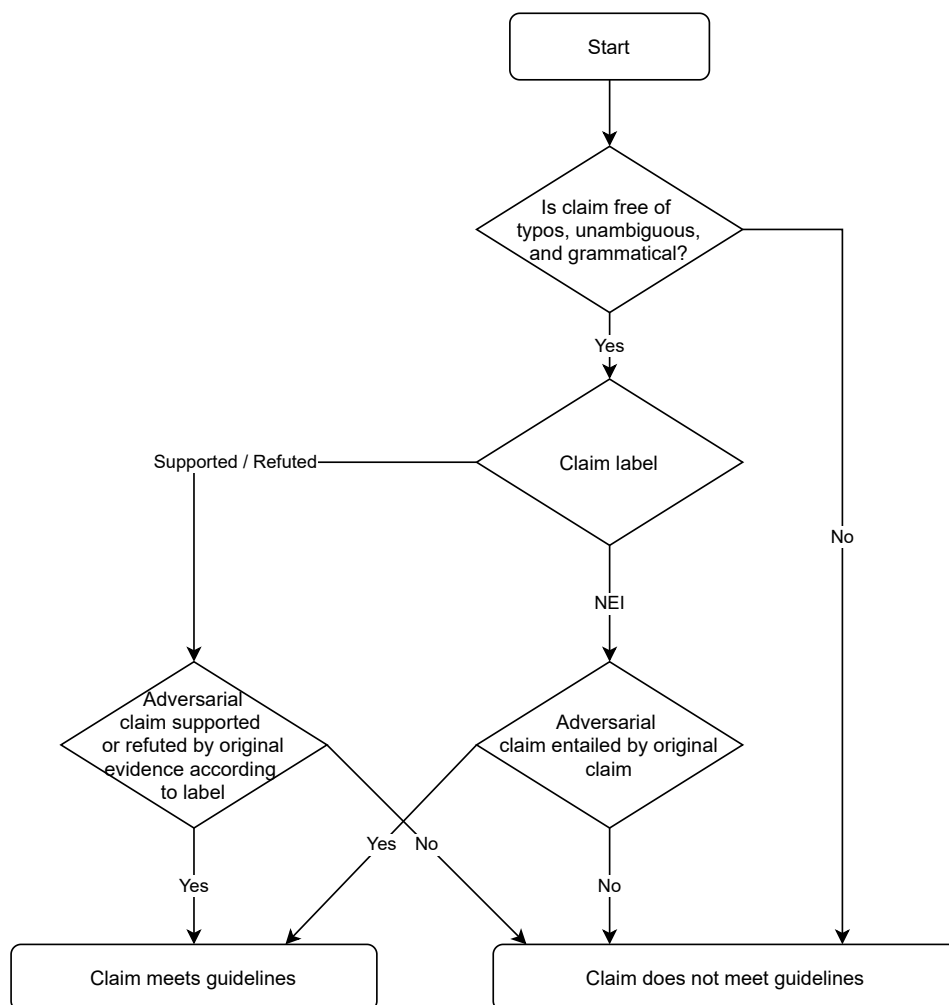 Start
Is claim free of
typos, unambiguous,
and grammatical?
Yes
No
Claim label
Supported / Refuted
NEI
Adversarial
claim supported
or refuted by original
evidence according
to label
Adversarial
claim entailed by original
claim
Yes
No
Yes
No
Claim meets guidelines
Claim does not meet guidelines